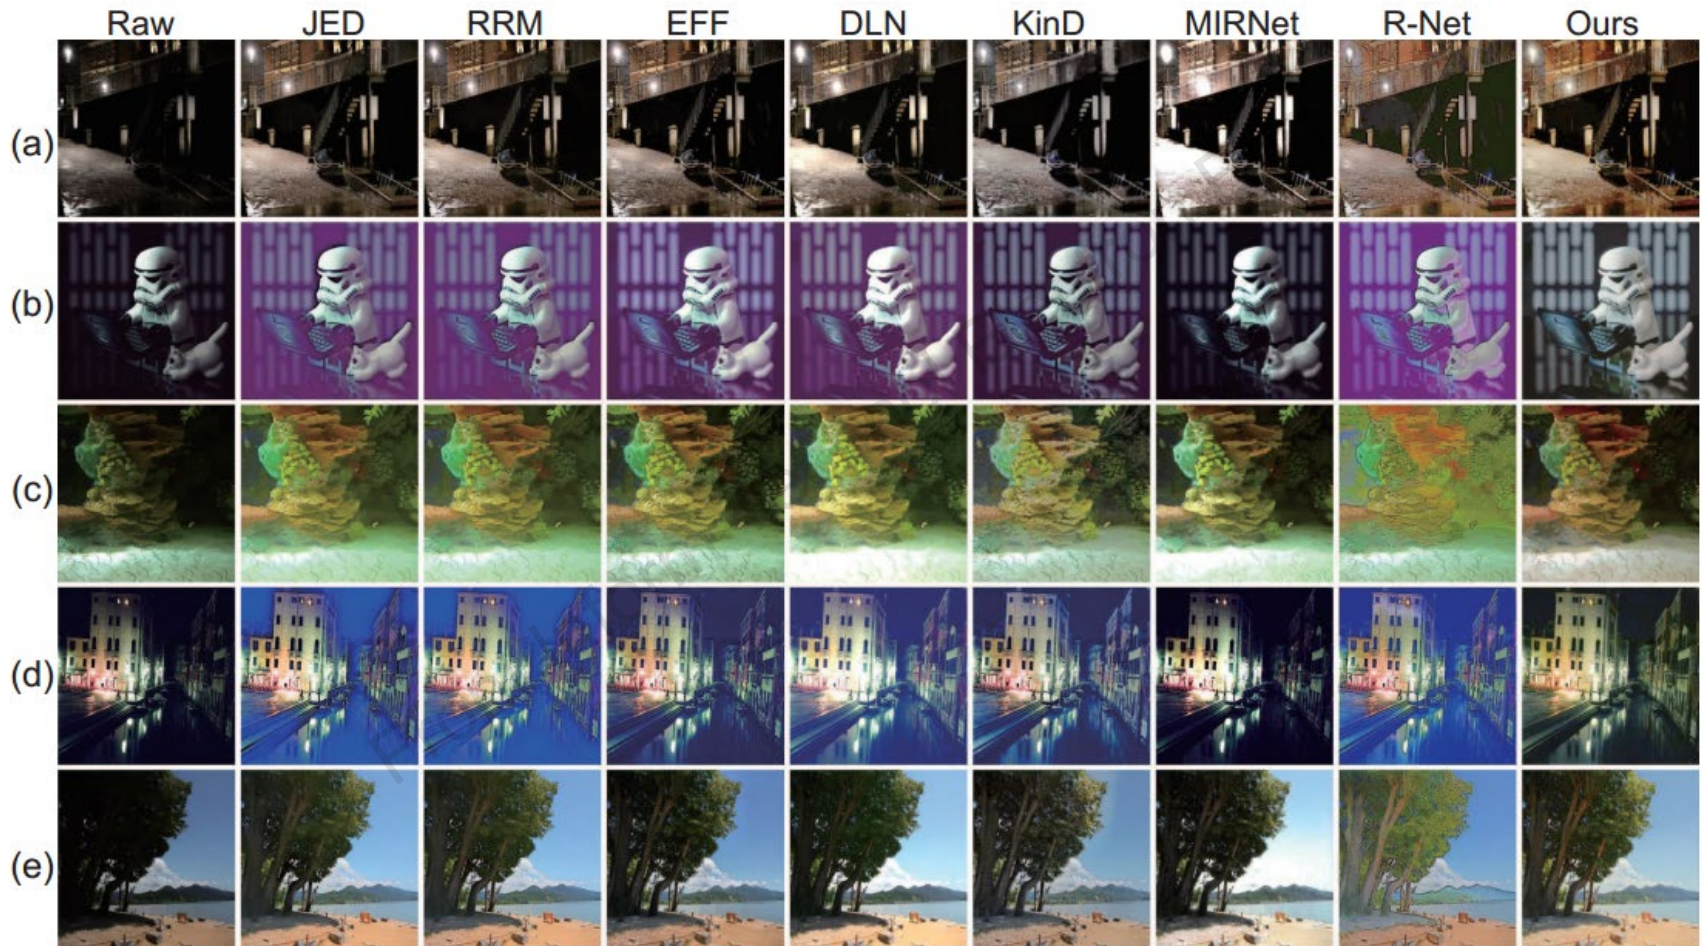 Raw JED RRM EFF DLN KinD MIRNet R-Net Ours
(a)
(b)
(c)
(d)
(e)